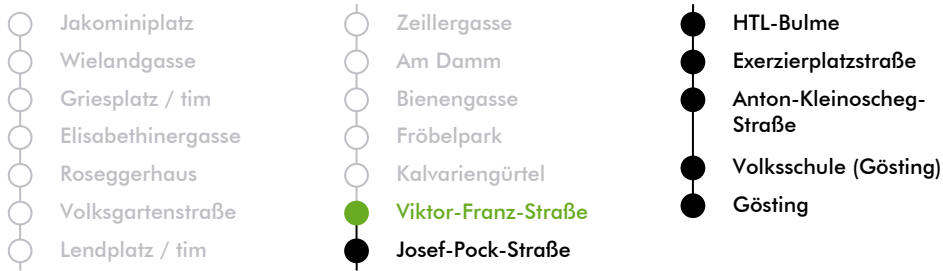 Jakominiplatz
Wielandgasse
Griesplatz / tim
Elisabethinergasse
Roseggerhaus
Volksgartenstraße
Lendplatz / tim
Zeillergasse
Am Damm
Bienengasse
Fröbelpark
Kalvariengürtel
Viktor-Franz-Straße
Josef-Pock-Straße
HTL-Bulme
Exerzierplatzstraße
Anton-Kleinoscheg-
Straße
Volksschule (Gösting)
Gösting